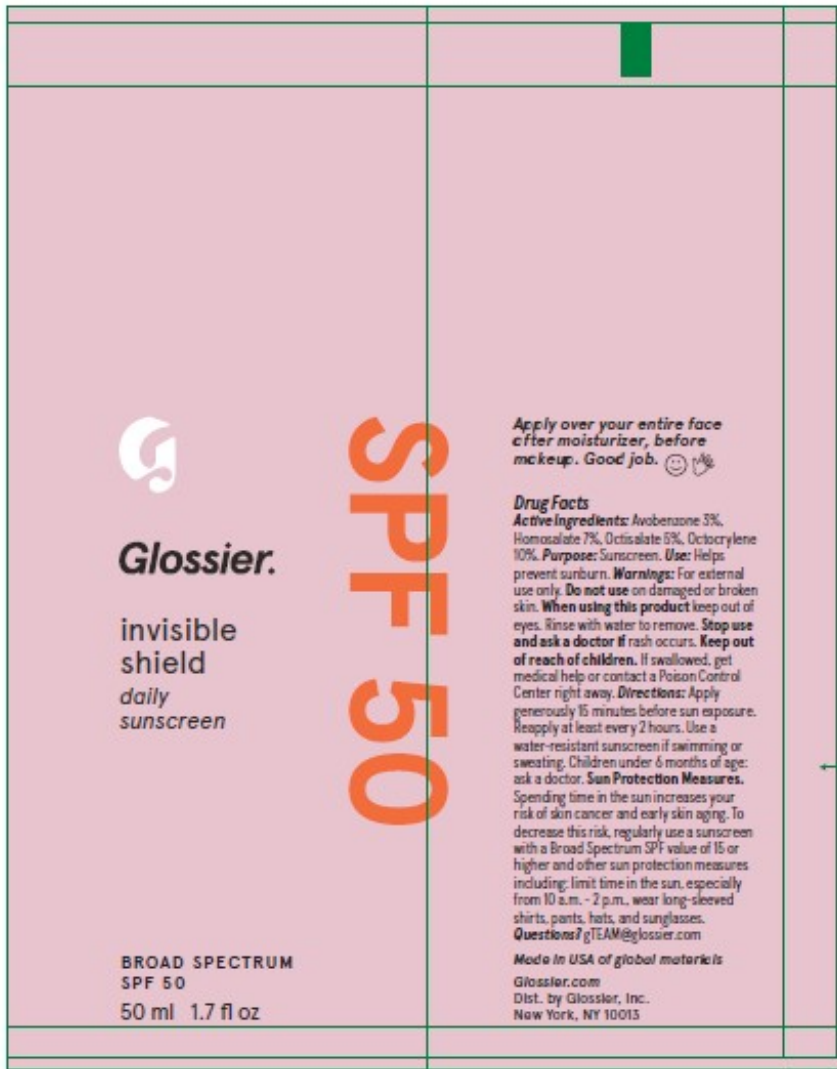 Glossier.
invisible
shield
daily
sunscreen
BROAD SPECTRUM
SPF 50
50 ml 1.7 fl oz
SPF 50
Apply over your entire face
after moisturizer, before
makeup. Good job.
Drug Facts
Active Ingredients: Avobenzone 3%,
Homosalate 7%, Octisalate 5%, Octocrylene
10%. Purpose: Sunscreen. Use: Helps
prevent sunburn. Warnings: For external
use only. Do not use on damaged or broken
skin. When using this product keep out of
eyes. Rinse with water to remove. Stop use
and ask a doctor if rash occurs. Keep out
of reach of children. If swallowed, get
medical help or contact a Poison Control
Center right away. Directions: Apply
generously 15 minutes before sun exposure.
Reapply at least every 2 hours. Use a
water-resistant sunscreen if swimming or
sweating. Children under 6 months of age:
ask a doctor. Sun Protection Measures.
Spending time in the sun increases your
risk of skin cancer and early skin aging. To
decrease this risk, regularly use a sunscreen
with a Broad Spectrum SPF value of 15 or
higher and other sun protection measures
including: limit time in the sun, especially
from 10 a.m. - 2 p.m., wear long-sleeved
shirts, pants, hats, and sunglasses.
Questions? gTEAM@glossier.com
Made in USA of global materials
Glossier.com
Dist. by Glossier, Inc.
New York, NY 10013